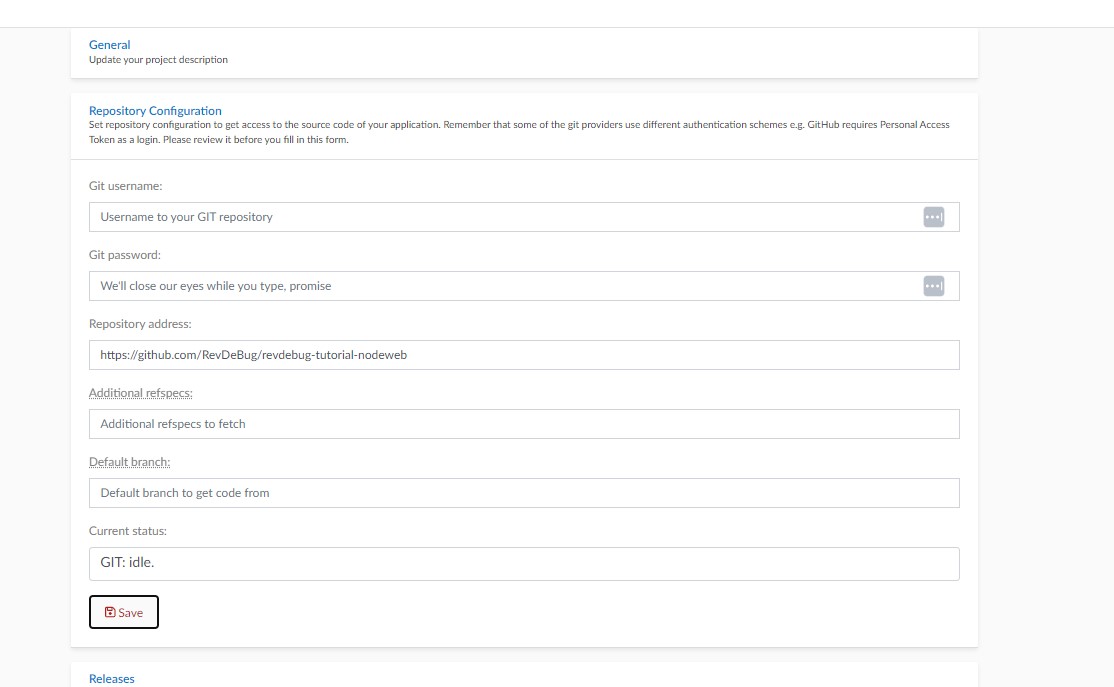 General
Update your project description
Repository Configuration
Set repository configuration to get access to the source code of your application. Remember that some of the git providers use different authentication schemes e.g. GitHub requires Personal Access
Token as a login. Please review it before you fill in this form.
Git username:
Username to your GIT repository
Git password:
We'll close our eyes while you type, promise
Repository address:
https://github.com/RevDeBug/revdebug-tutorial-nodeweb
Additional refspecs:
Additional refspecs to fetch
Default branch:
Default branch to get code from
Current status:
GIT: idle.
Save
Releases